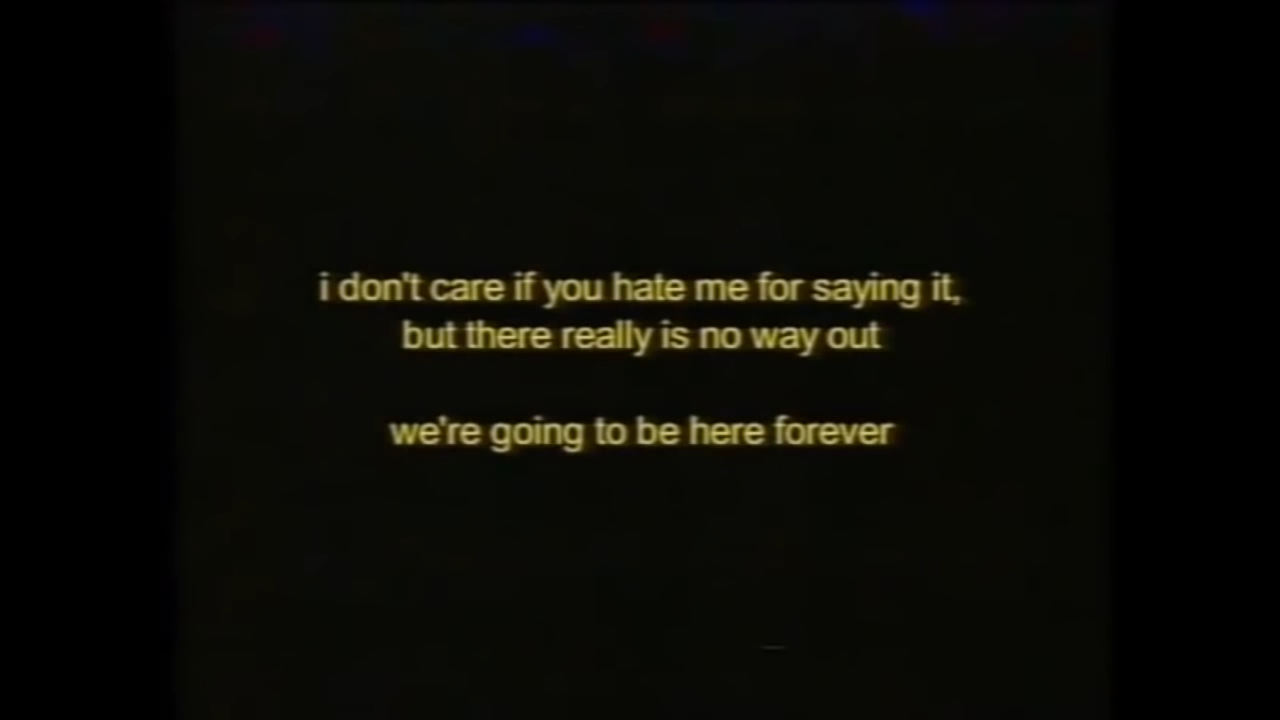 i don't care if you hate me for saying it,
but there really is no way out
we're going to be here forever